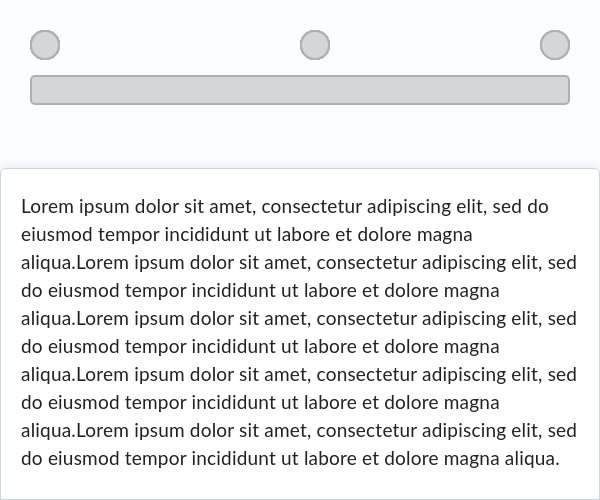 Lorem ipsum dolor sit amet, consectetur adipiscing elit, sed do
eiusmod tempor incididunt ut labore et dolore magna
aliqua.Lorem ipsum dolor sit amet, consectetur adipiscing elit, sed
do eiusmod tempor incididunt ut labore et dolore magna
aliqua.Lorem ipsum dolor sit amet, consectetur adipiscing elit, sed
do eiusmod tempor incididunt ut labore et dolore magna
aliqua.Lorem ipsum dolor sit amet, consectetur adipiscing elit, sed
do eiusmod tempor incididunt ut labore et dolore magna
aliqua.Lorem ipsum dolor sit amet, consectetur adipiscing elit, sed
do eiusmod tempor incididunt ut labore et dolore magna aliqua.